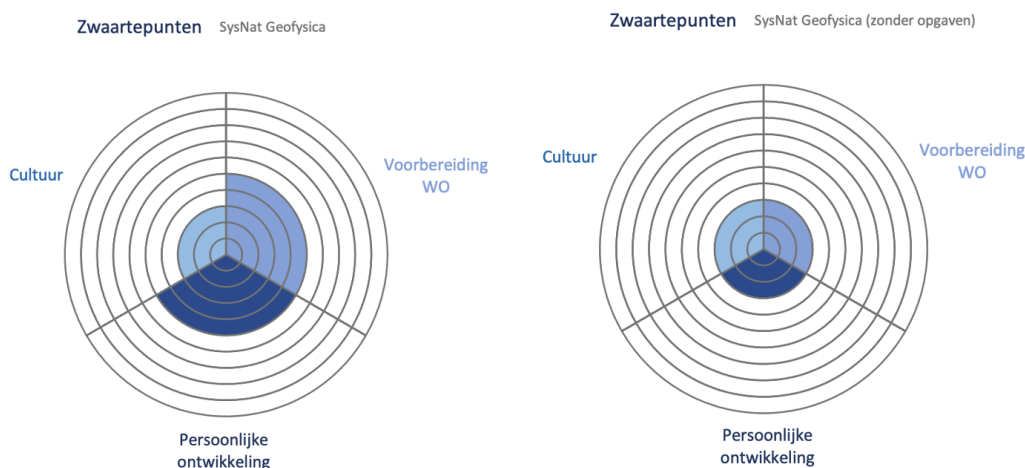 Zwaartepunten SysNat Geofysica
Cultuur
Voorbereiding
WO
Persoonlijke
ontwikkeling
Zwaartepunten SysNat Geofysica (zonder opgaven)
Cultuur
Voorbereiding
WO
Persoonlijke
ontwikkeling